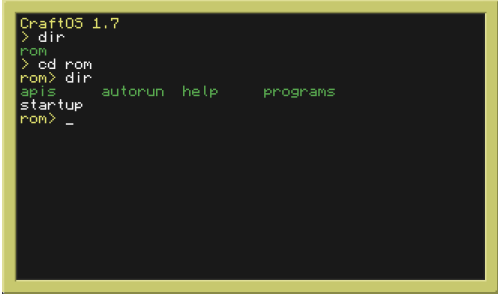 CraftOS 1.7
> dir
rom
> cd rom
rom> dir
apis autorun help programs
startup
rom> _